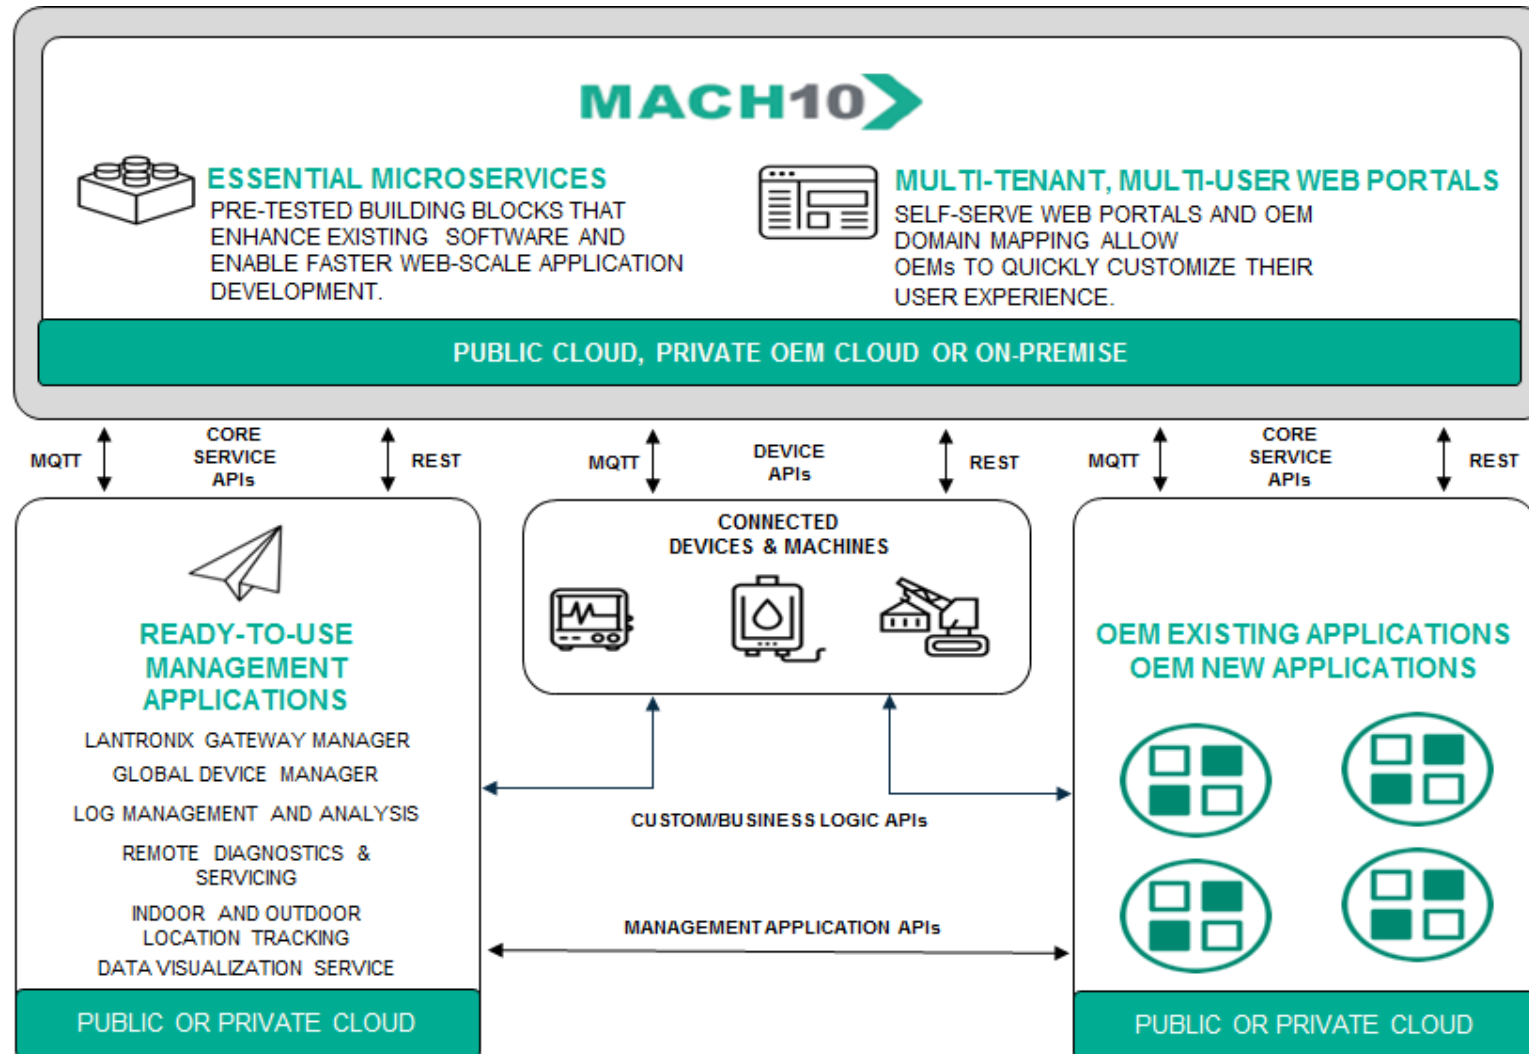 MACH10
ESSENTIAL MICROSERVICES
PRE-TESTED BUILDING BLOCKS THAT
ENHANCE EXISTING SOFTWARE AND
ENABLE FASTER WEB-SCALE APPLICATION
DEVELOPMENT.
MULTI-TENANT, MULTI-USER WEB PORTALS
SELF-SERVE WEB PORTALS AND OEM
DOMAIN MAPPING ALLOW
OEMs TO QUICKLY CUSTOMIZE THEIR
USER EXPERIENCE.
PUBLIC CLOUD, PRIVATE OEM CLOUD OR ON-PREMISE
MQTT
CORE
SERVICE
APIs
REST
MQTT
DEVICE
APIs
REST
MQTT
CORE
SERVICE
APIs
REST
READY-TO-USE
MANAGEMENT
APPLICATIONS
LANTRONIX GATEWAY MANAGER
GLOBAL DEVICE MANAGER
LOG MANAGEMENT AND ANALYSIS
REMOTE DIAGNOSTICS &
SERVICING
INDOOR AND OUTDOOR
LOCATION TRACKING
DATA VISUALIZATION SERVICE
PUBLIC OR PRIVATE CLOUD
CONNECTED
DEVICES & MACHINES
CUSTOM/BUSINESS LOGIC APIs
MANAGEMENT APPLICATION APIs
OEM EXISTING APPLICATIONS
OEM NEW APPLICATIONS
PUBLIC OR PRIVATE CLOUD